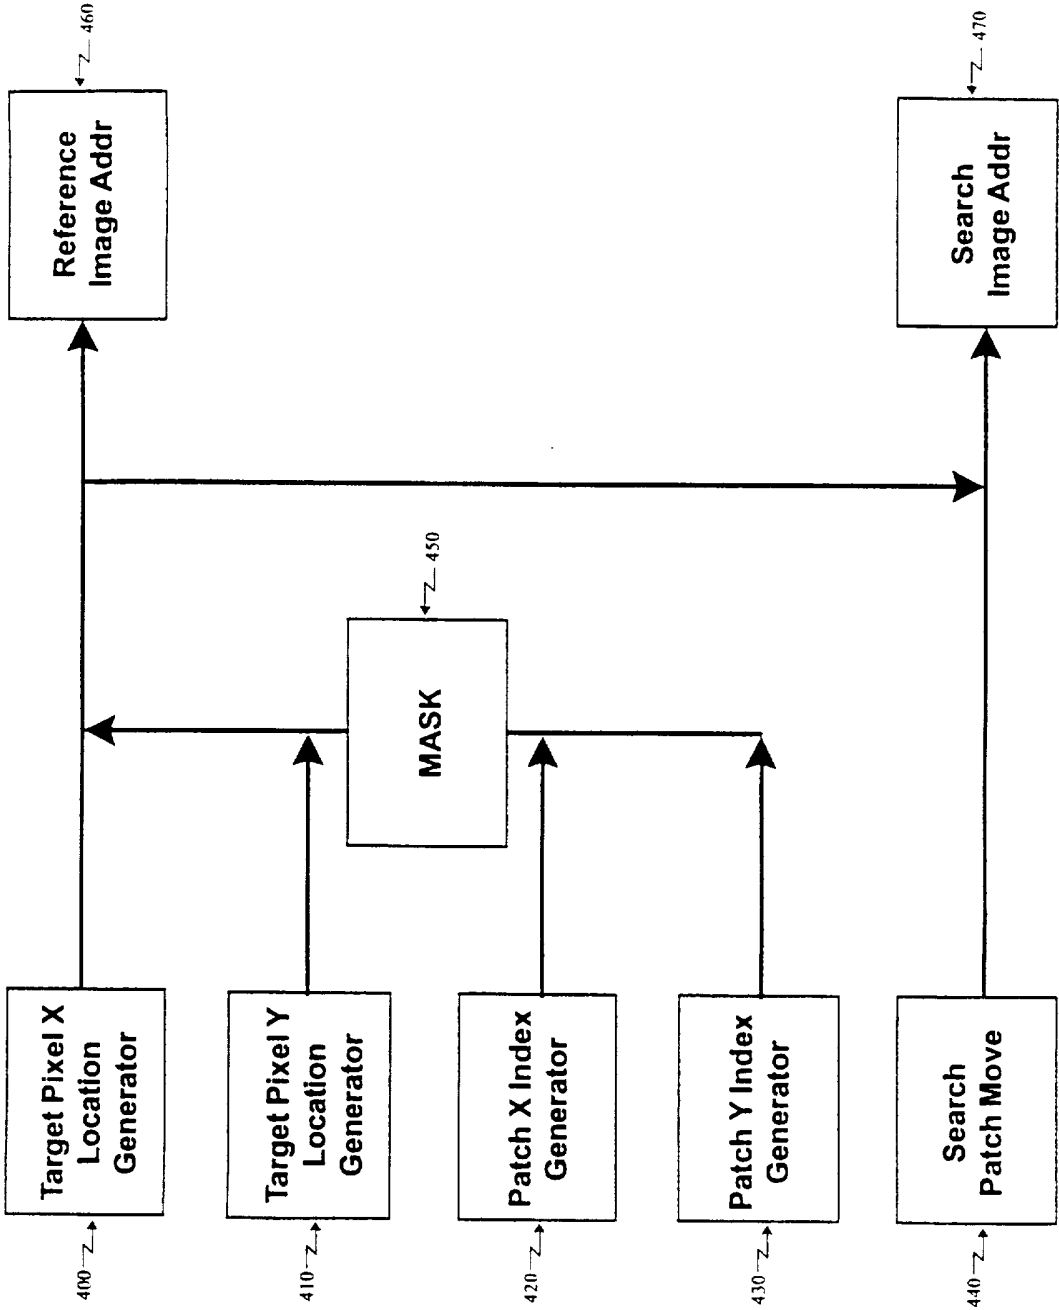 400
Target Pixel X
Location
Generator
410
Target Pixel Y
Location
Generator
420
Patch X Index
Generator
430
Patch Y Index
Generator
440
Search
Patch Move
MASK
450
Reference
Image Addr
460
Search
Image Addr
470